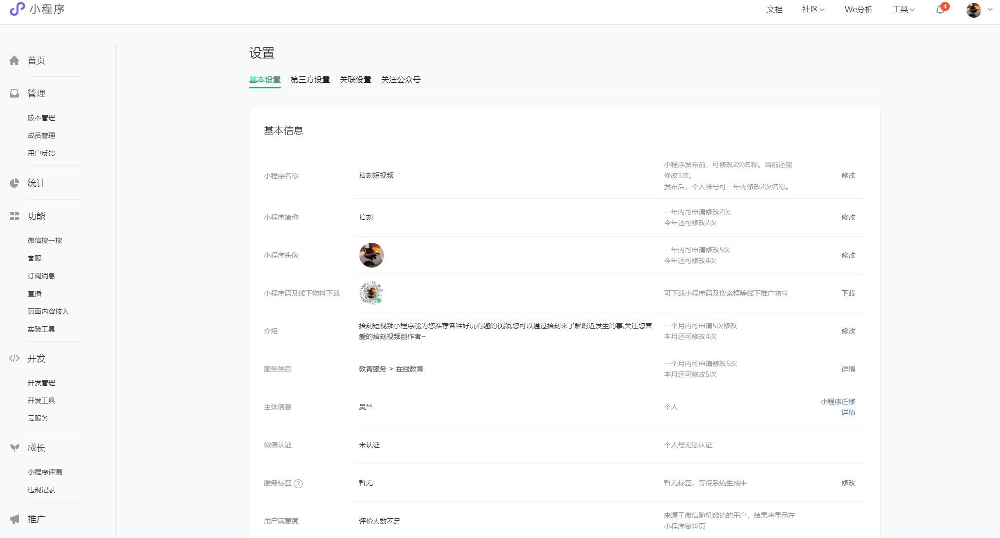 小程序
文档
社区
We分析
工具
4
首页
管理
版本管理
成员管理
用户反馈
统计
功能
微信搜一搜
客服
订阅消息
直播
页面内容接入
实验工具
开发
开发管理
开发工具
云服务
成长
小程序评测
违规记录
推广
设置
基本设置
第三方设置
关联设置
关注公众号
基本信息
小程序名称
拾刻短视频
小程序发布前，可修改2次名称。当前还能
修改1次。
发布后，个人帐号可一年内修改2次名称。
修改
小程序简称
拾刻
一年内可申请修改2次
今年还可修改2次
修改
小程序头像
一年内可申请修改5次
今年还可修改4次
修改
小程序码及线下物料下载
可下载小程序码及搜索框等线下推广物料
下载
介绍
拾刻短视频小程序能为您推荐各种好玩有趣的视频,您可以通过拾刻来了解附近发生的事,关注您喜
爱的拾刻视频创作者~
一个月内可申请5次修改
本月还可修改4次
修改
服务类目
教育服务 > 在线教育
一个月内可申请修改5次
本月还可修改5次
详情
主体信息
吴**
个人
小程序迁移
详情
微信认证
未认证
个人号无法认证
服务标签 ?
暂无
暂无标签，等待系统生成中
修改
用户满意度
评价人数不足
来源于微信随机邀请的用户，结果将显示在
小程序资料页